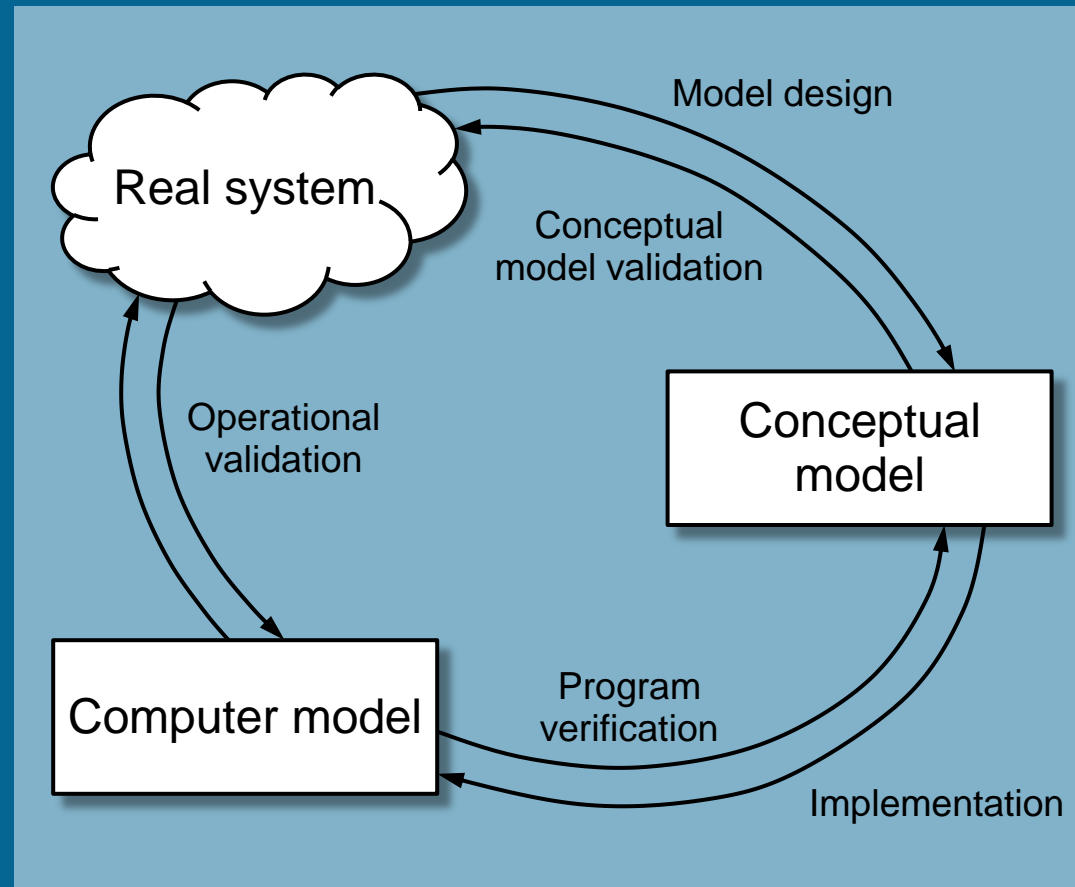 Model design
Real system
Conceptual
model validation
Operational
validation
Conceptual
model
Program
verification
Computer model
Implementation